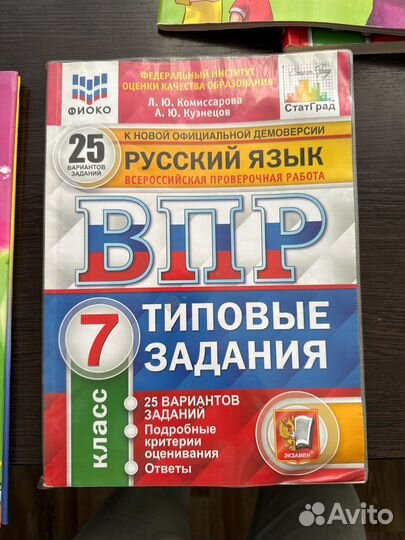 ФЕДЕРАЛЬНЫЙ ИНСТИТУТ
ОЦЕНКИ КАЧЕСТВА ОБРАЗОВАНИЯ
ФИОКО
Л. Ю. Комиссарова
А. Ю. Кузнецов
СтатГрад
К НОВОЙ ОФИЦИАЛЬНОЙ ДЕМОВЕРСИИ
25
ВАРИАНТОВ
ЗАДАНИЙ
РУССКИЙ ЯЗЫК
ВСЕРОССИЙСКАЯ ПРОВЕРОЧНАЯ РАБОТА
ВПР
7
класс
ТИПОВЫЕ
ЗАДАНИЯ
• 25 ВАРИАНТОВ
ЗАДАНИЙ
• Подробные
критерии
оценивания
• Ответы
ЭКЗАМЕН
Avito